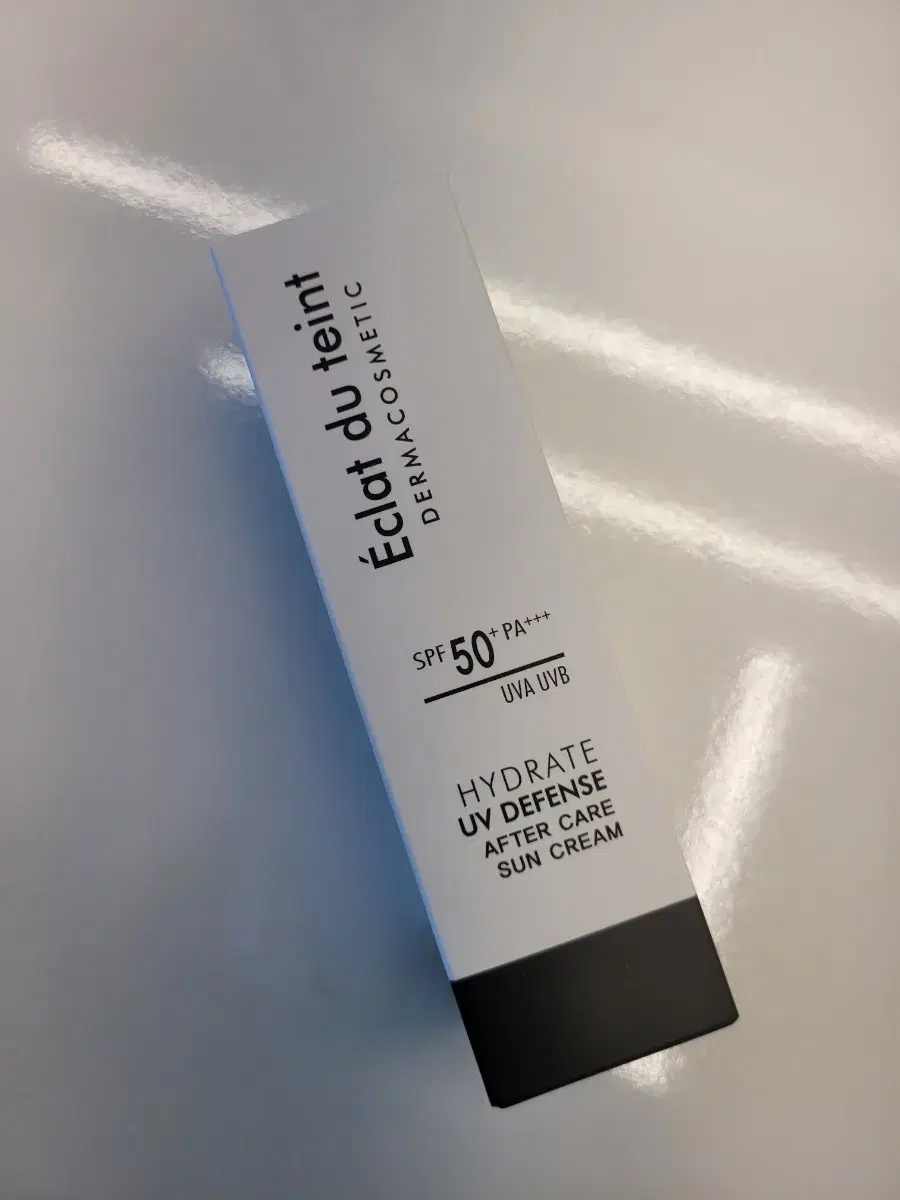 Éclat du teint
DERMACOSMETIC
SPF 50+ PA+++
UVA UVB
HYDRATE
UV DEFENSE
AFTER CARE
SUN CREAM